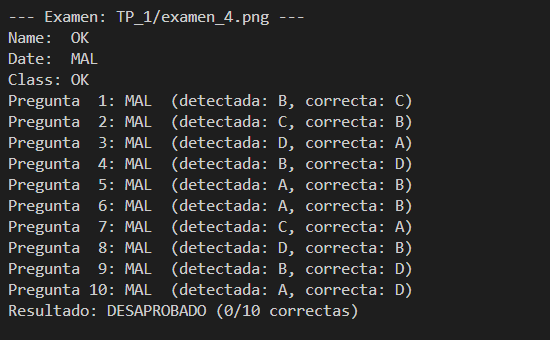 --- Examen: TP_1/examen_4.png ---
Name:  OK
Date:  MAL
Class: OK
Pregunta  1: MAL  (detectada: B, correcta: C)
Pregunta  2: MAL  (detectada: C, correcta: B)
Pregunta  3: MAL  (detectada: D, correcta: A)
Pregunta  4: MAL  (detectada: B, correcta: D)
Pregunta  5: MAL  (detectada: A, correcta: B)
Pregunta  6: MAL  (detectada: A, correcta: B)
Pregunta  7: MAL  (detectada: C, correcta: A)
Pregunta  8: MAL  (detectada: D, correcta: B)
Pregunta  9: MAL  (detectada: B, correcta: D)
Pregunta 10: MAL  (detectada: A, correcta: D)
Resultado: DESAPROBADO (0/10 correctas)